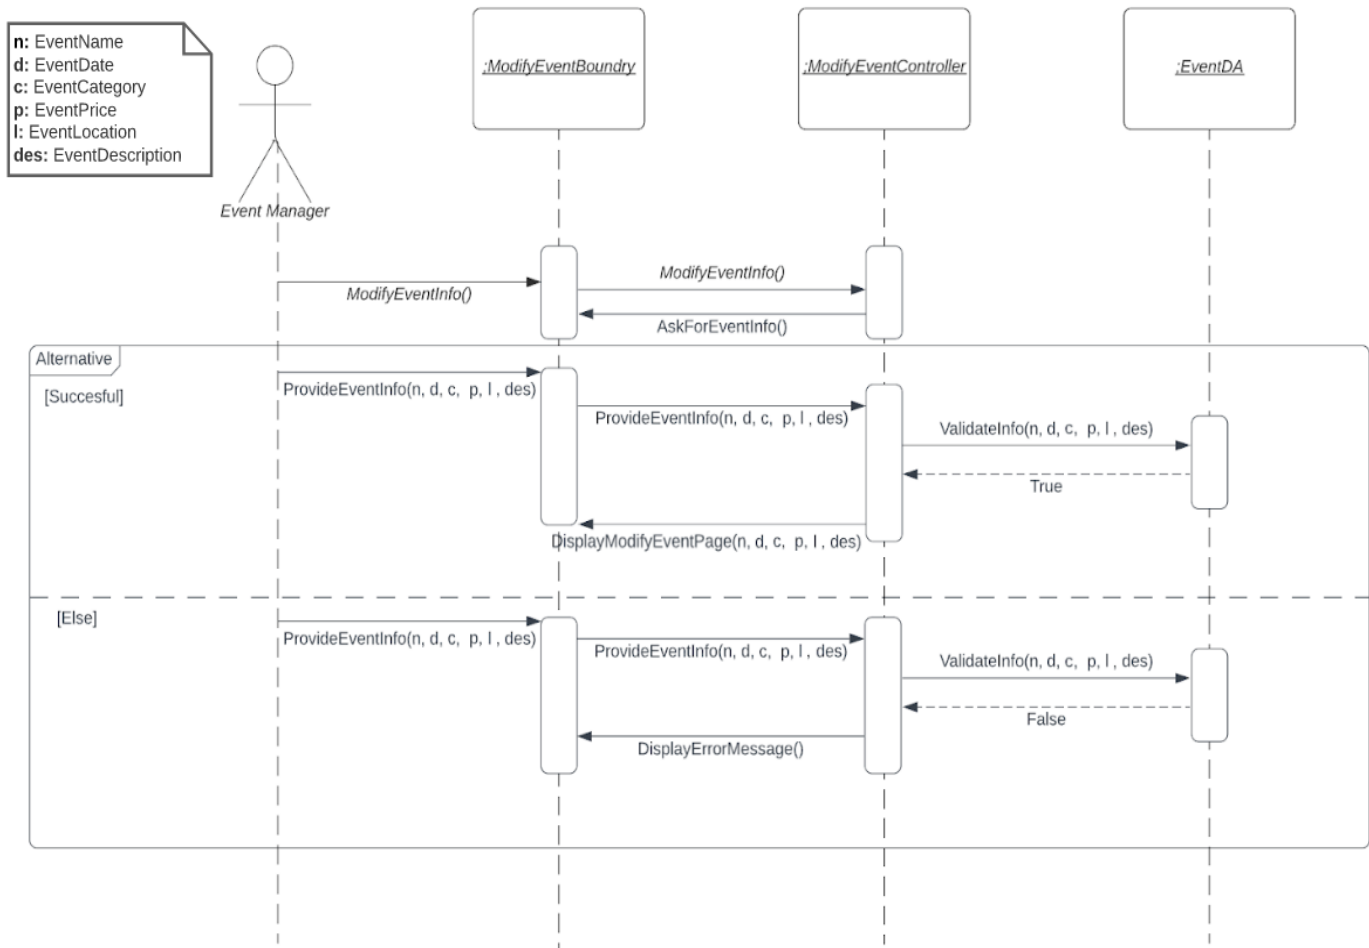 n: EventName
d: EventDate
c: EventCategory
p: EventPrice
l: EventLocation
des: EventDescription
Event Manager
:ModifyEventBoundry
:ModifyEventController
:EventDA
ModifyEventInfo()
ModifyEventInfo()
AskForEventInfo()
Alternative
[Succesful]
ProvideEventInfo(n, d, c, p, l , des)
ProvideEventInfo(n, d, c, p, l , des)
ValidateInfo(n, d, c, p, l , des)
True
DisplayModifyEventPage(n, d, c, p, l , des)
[Else]
ProvideEventInfo(n, d, c, p, l , des)
ProvideEventInfo(n, d, c, p, l , des)
ValidateInfo(n, d, c, p, l , des)
False
DisplayErrorMessage()